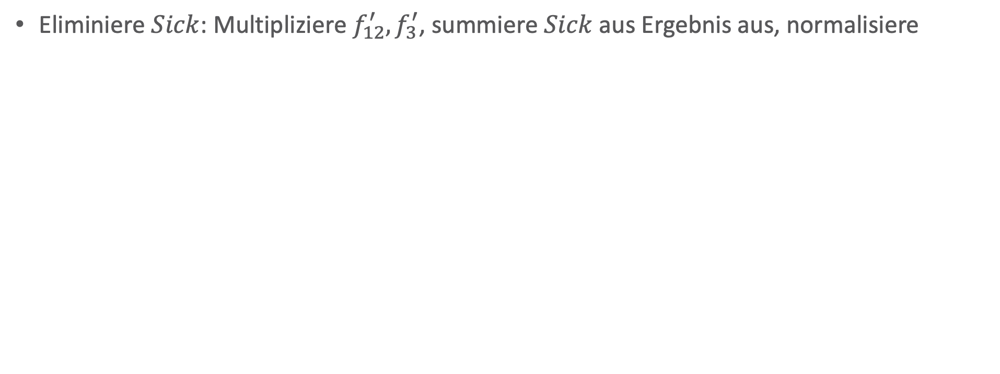 • Eliminiere Sick: Multipliziere f′₁₂, f′₃, summiere Sick aus Ergebnis aus, normalisiere